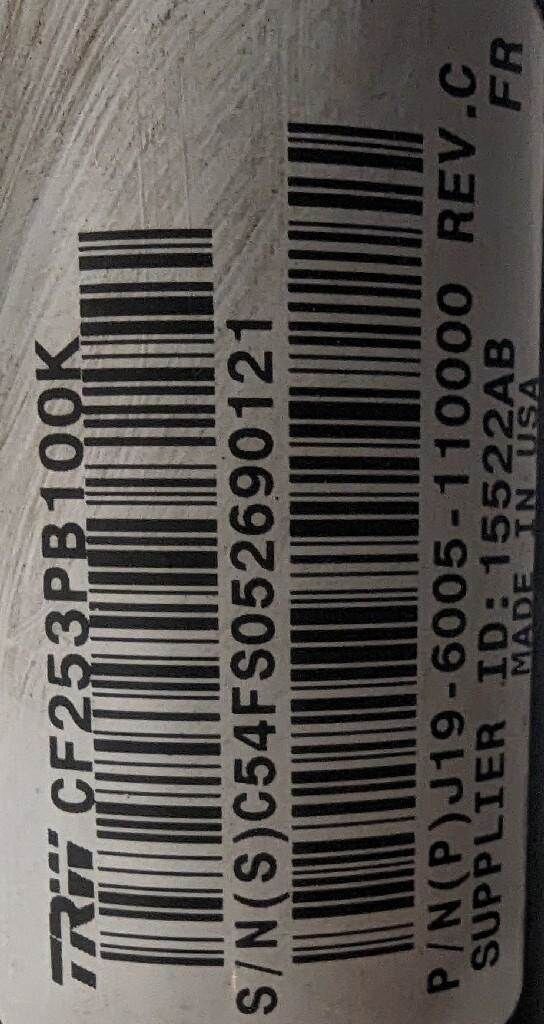 TRW CF253PB100K
S/N(S)C54FS052690121
P/N(P)J19-6005-110000 REV.C
SUPPLIER ID:15522AB FR
MADE IN USA